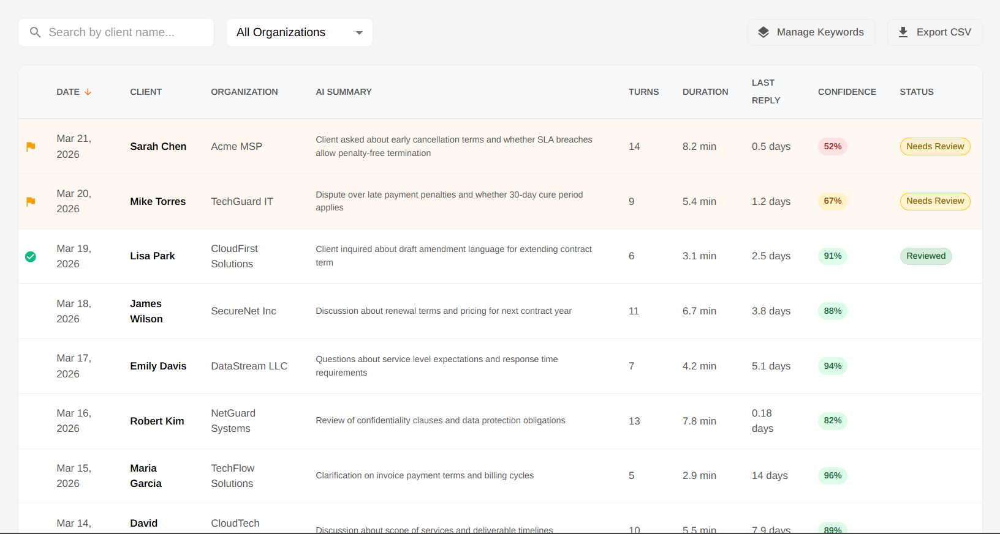 Search by client name...
All Organizations
Manage Keywords
Export CSV
DATE
CLIENT
ORGANIZATION
AI SUMMARY
TURNS
DURATION
LAST
REPLY
CONFIDENCE
STATUS
Mar 21,
2026
Sarah Chen
Acme MSP
Client asked about early cancellation terms and whether SLA breaches
allow penalty-free termination
14
8.2 min
0.5 days
52%
Needs Review
Mar 20,
2026
Mike Torres
TechGuard IT
Dispute over late payment penalties and whether 30-day cure period
applies
9
5.4 min
1.2 days
67%
Needs Review
Mar 19,
2026
Lisa Park
CloudFirst
Solutions
Client inquired about draft amendment language for extending contract
term
6
3.1 min
2.5 days
91%
Reviewed
Mar 18,
2026
James
Wilson
SecureNet Inc
Discussion about renewal terms and pricing for next contract year
11
6.7 min
3.8 days
88%
Mar 17,
2026
Emily Davis
DataStream LLC
Questions about service level expectations and response time
requirements
7
4.2 min
5.1 days
94%
Mar 16,
2026
Robert Kim
NetGuard
Systems
Review of confidentiality clauses and data protection obligations
13
7.8 min
0.18
days
82%
Mar 15,
2026
Maria
Garcia
TechFlow
Solutions
Clarification on invoice payment terms and billing cycles
5
2.9 min
14 days
96%
Mar 14,
David
CloudTech
Discussion about scope of services and deliverable timelines
10
5.5 min
7.9 days
89%